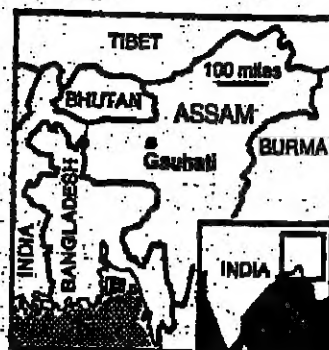 TIBET
100 miles
BHUTAN
ASSAM
Gauhati
BURMA
BANGLADESH
INDIA
INDIA